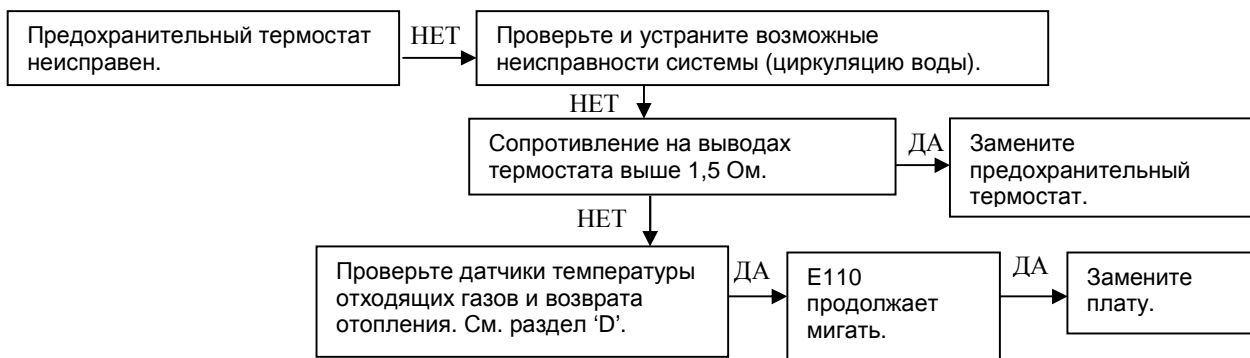 Предохранительный термостат
неисправен.
НЕТ
Проверьте и устраните возможные
неисправности системы (циркуляцию воды).
НЕТ
Сопротивление на выводах
термостата выше 1,5 Ом.
ДА
Замените
предохранительный
термостат.
НЕТ
Проверьте датчики температуры
отходящих газов и возврата
отопления. См. раздел ‘D’.
ДА
E110
продолжает
мигать.
ДА
Замените
плату.